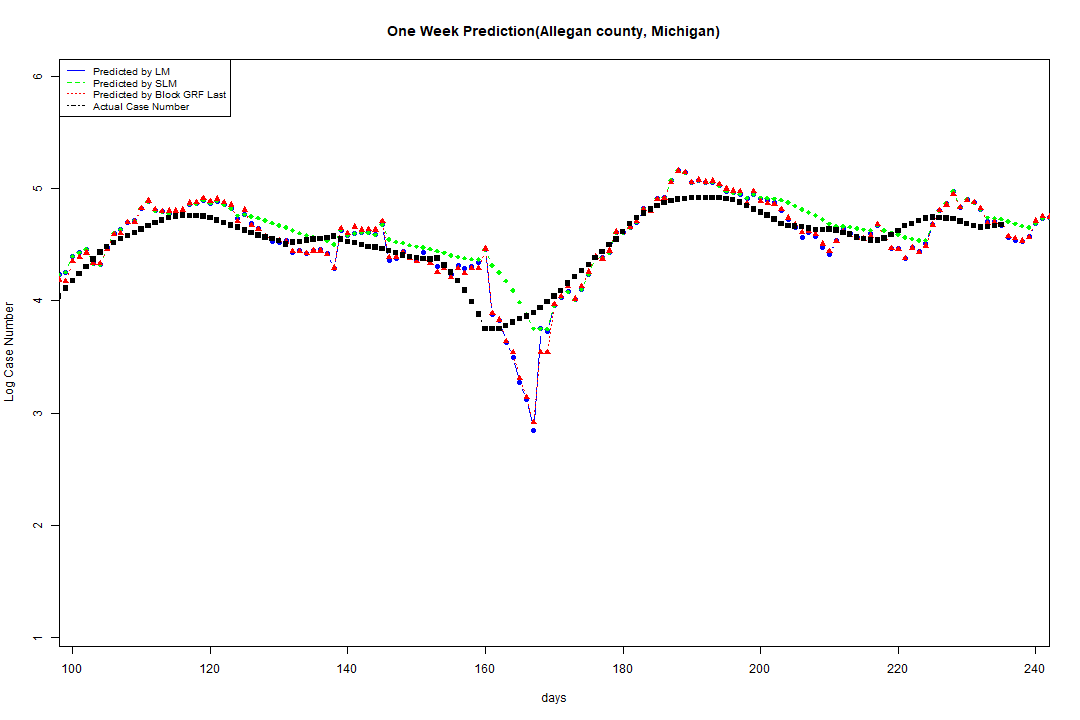 One Week Prediction(Allegan county, Michigan)
Predicted by LM
Predicted by SLM
Predicted by Block GRF Last
Actual Case Number
6
5
4
3
2
1
Log Case Number
100 120 140 160 180 200 220 240
days